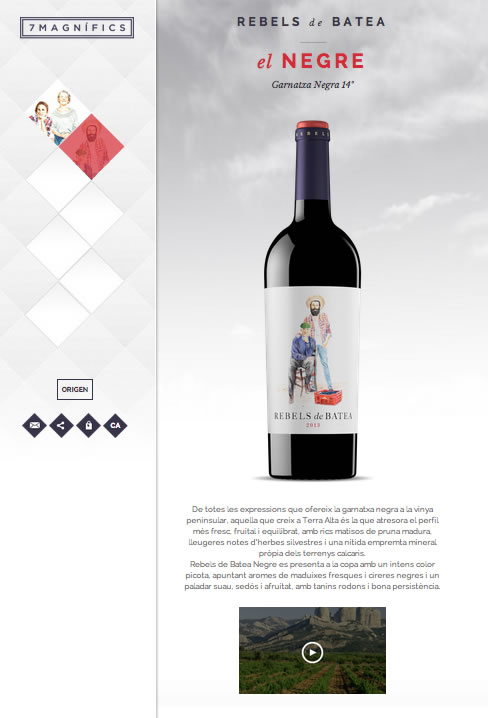 7MAGNÍFICS
ORIGEN
CA
REBELS de BATEA
el NEGRE
Garnatxa Negra 14°
REBELS
REBELS de BATEA
2013
De totes les expressions que ofereix la garnatxa negra a la vinya
peninsular, aquella que creix a Terra Alta és la que atresora el perfil
més fresc, fruital i equilibrat, amb rics matisos de pruna madura,
lleugeres notes d'herbes silvestres i una nítida empremta mineral
pròpia dels terrenys calcaris.
Rebels de Batea Negre es presenta a la copa amb un intens color
picota, apuntant aromes de maduixes fresques i cireres negres i un
paladar suau, sedós i afruitat, amb tanins rodons i bona persistència.